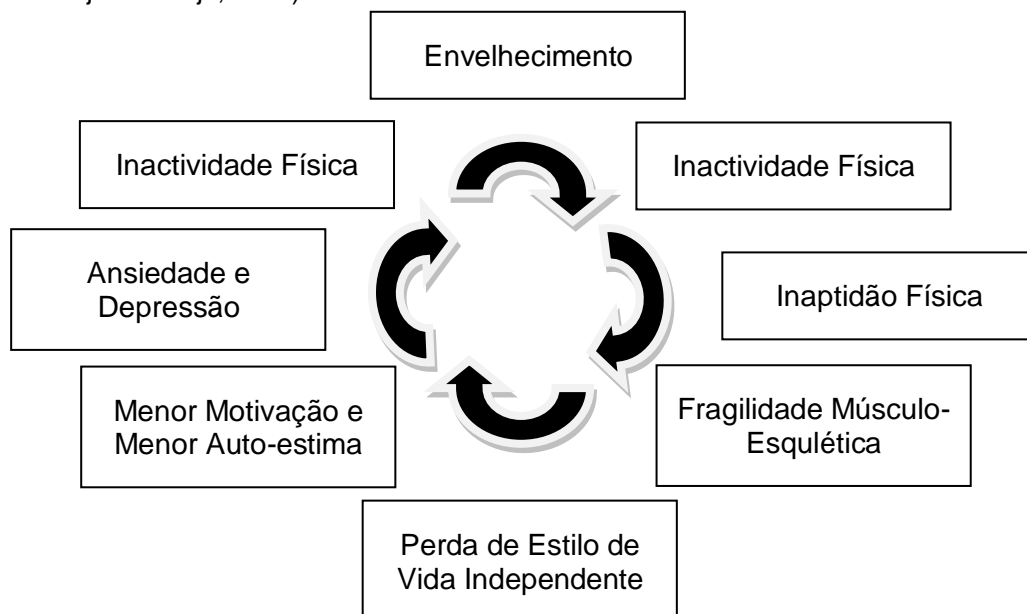 Envelhecimento
Inactividade Física
Inactividade Física
Ansiedade e
Depressão
Inaptidão Física
Menor Motivação e
Menor Auto-estima
Fragilidade Músculo-
Esqulética
Perda de Estilo de
Vida Independente